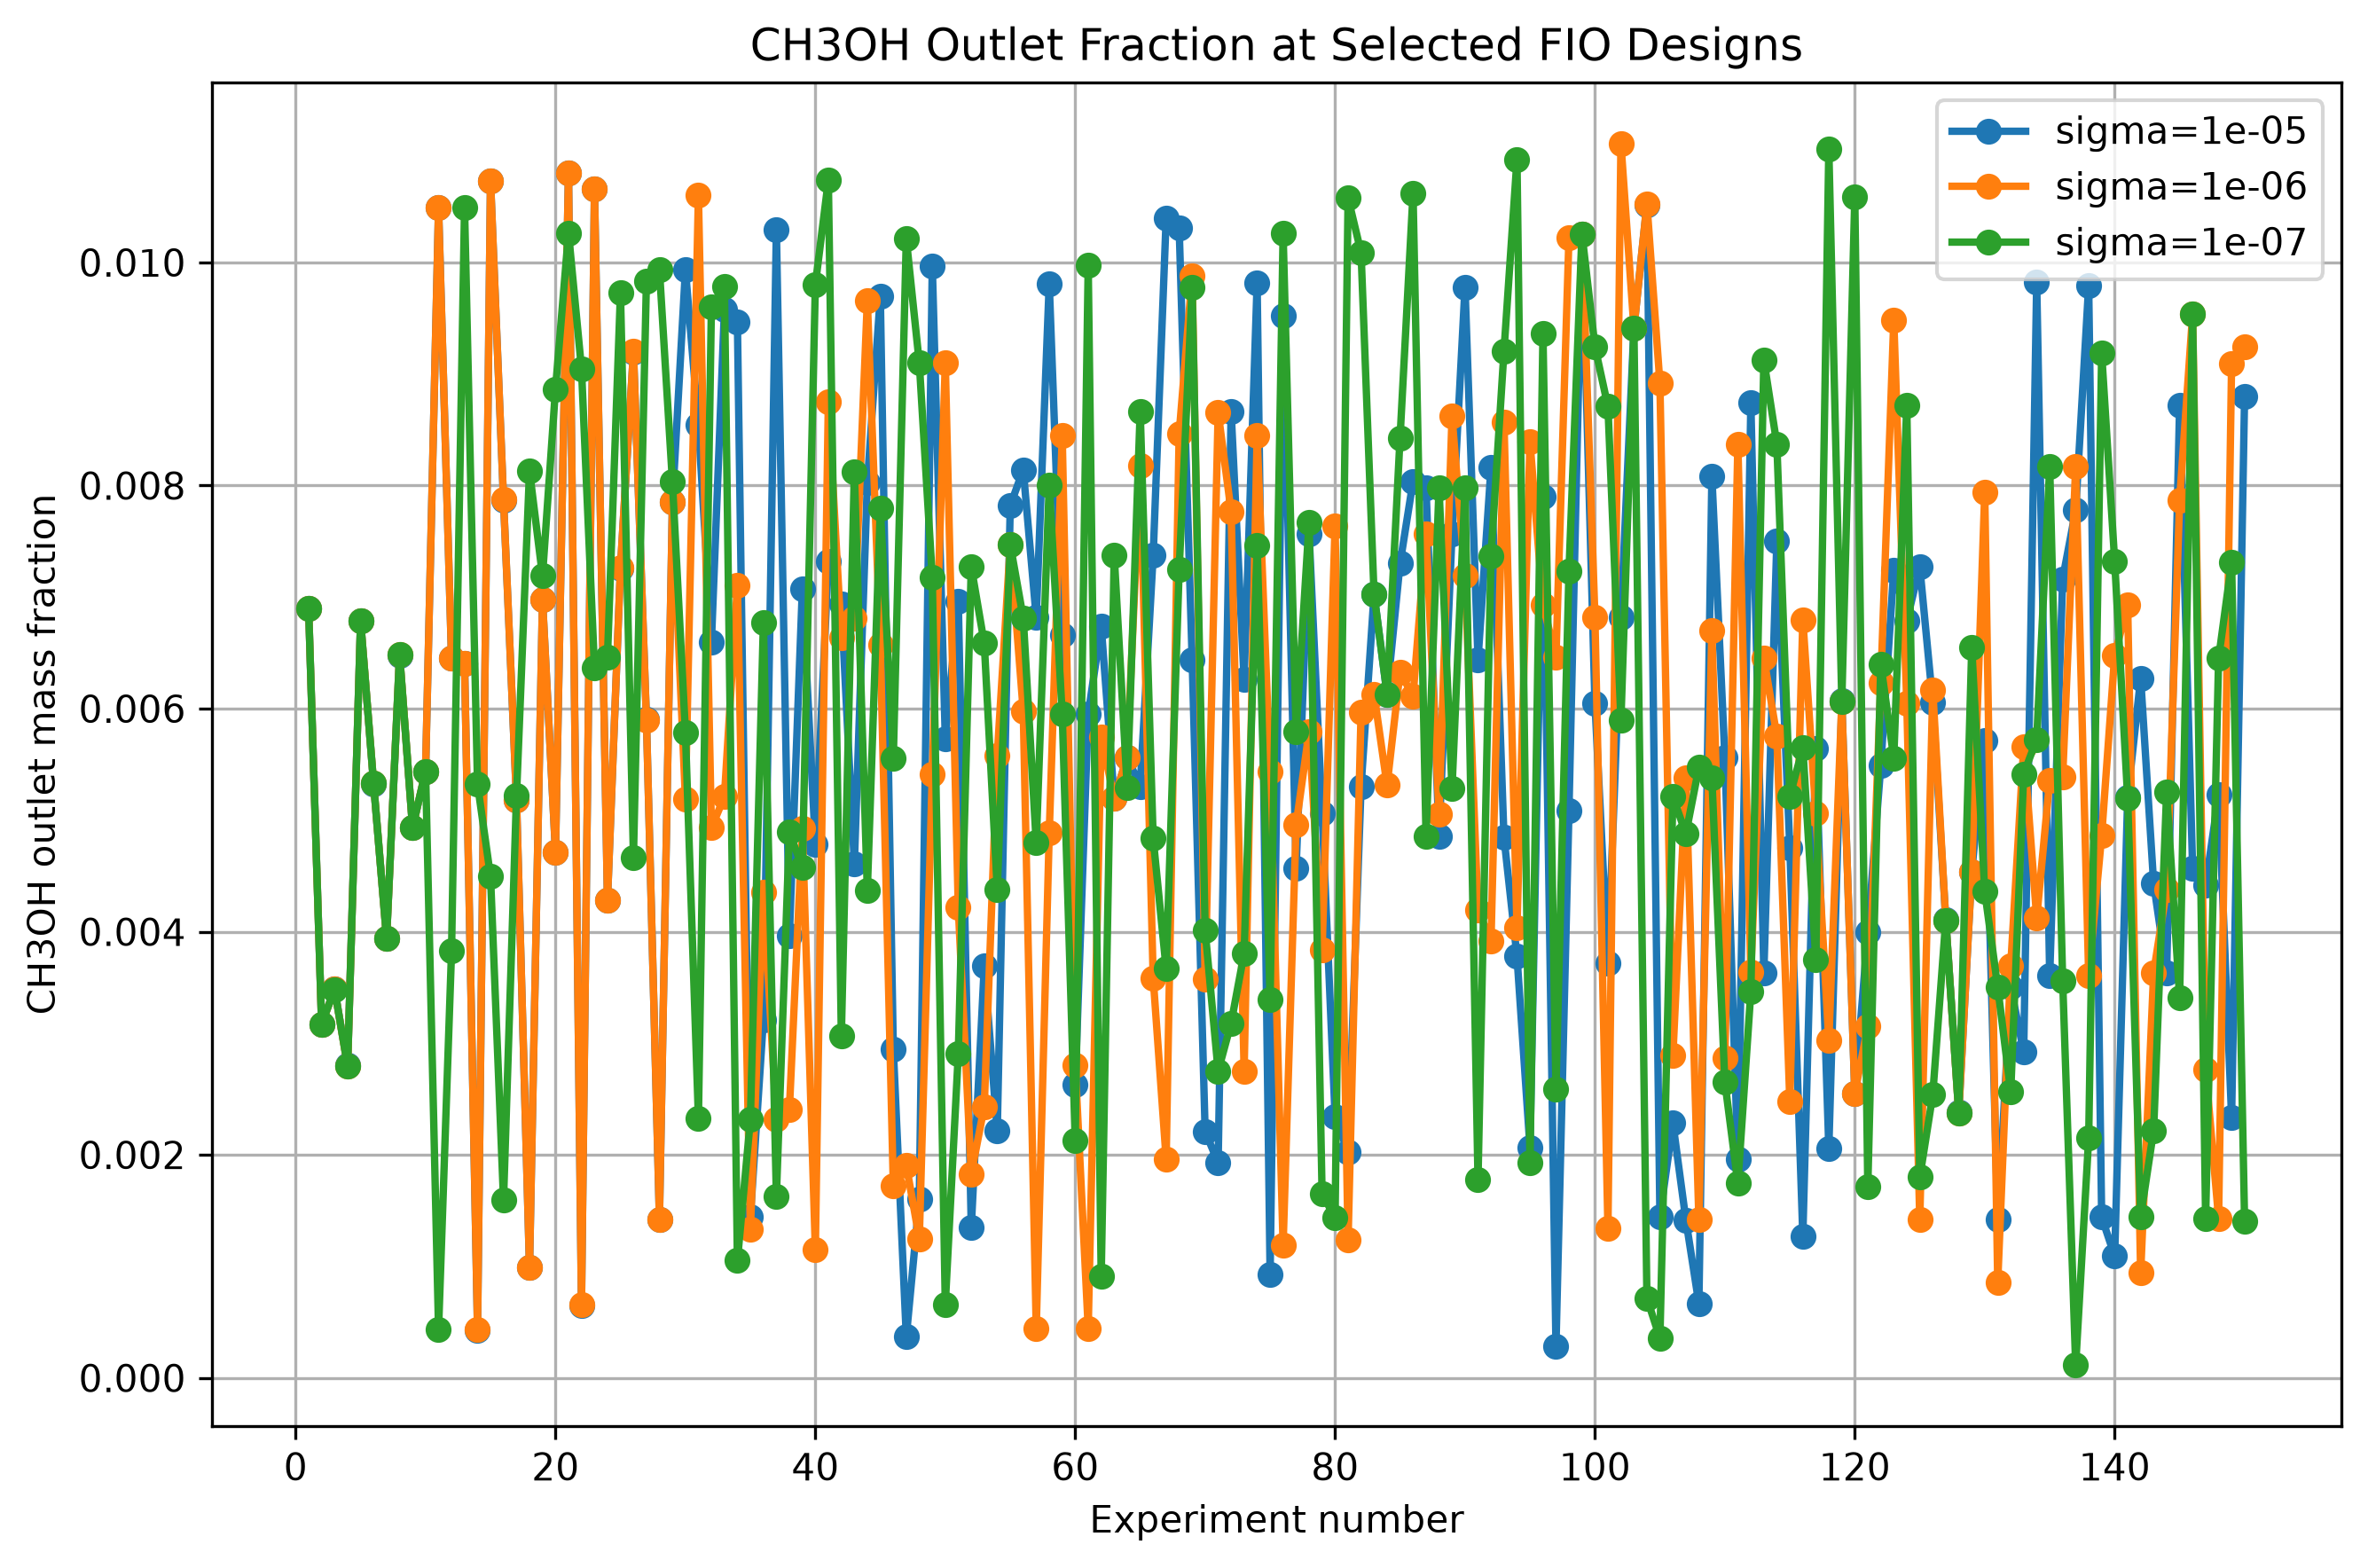 CH3OH Outlet Fraction at Selected FIO Designs
sigma=1e-05
sigma=1e-06
sigma=1e-07
CH3OH outlet mass fraction
0.010
0.008
0.006
0.004
0.002
0.000
0 20 40 60 80 100 120 140
Experiment number